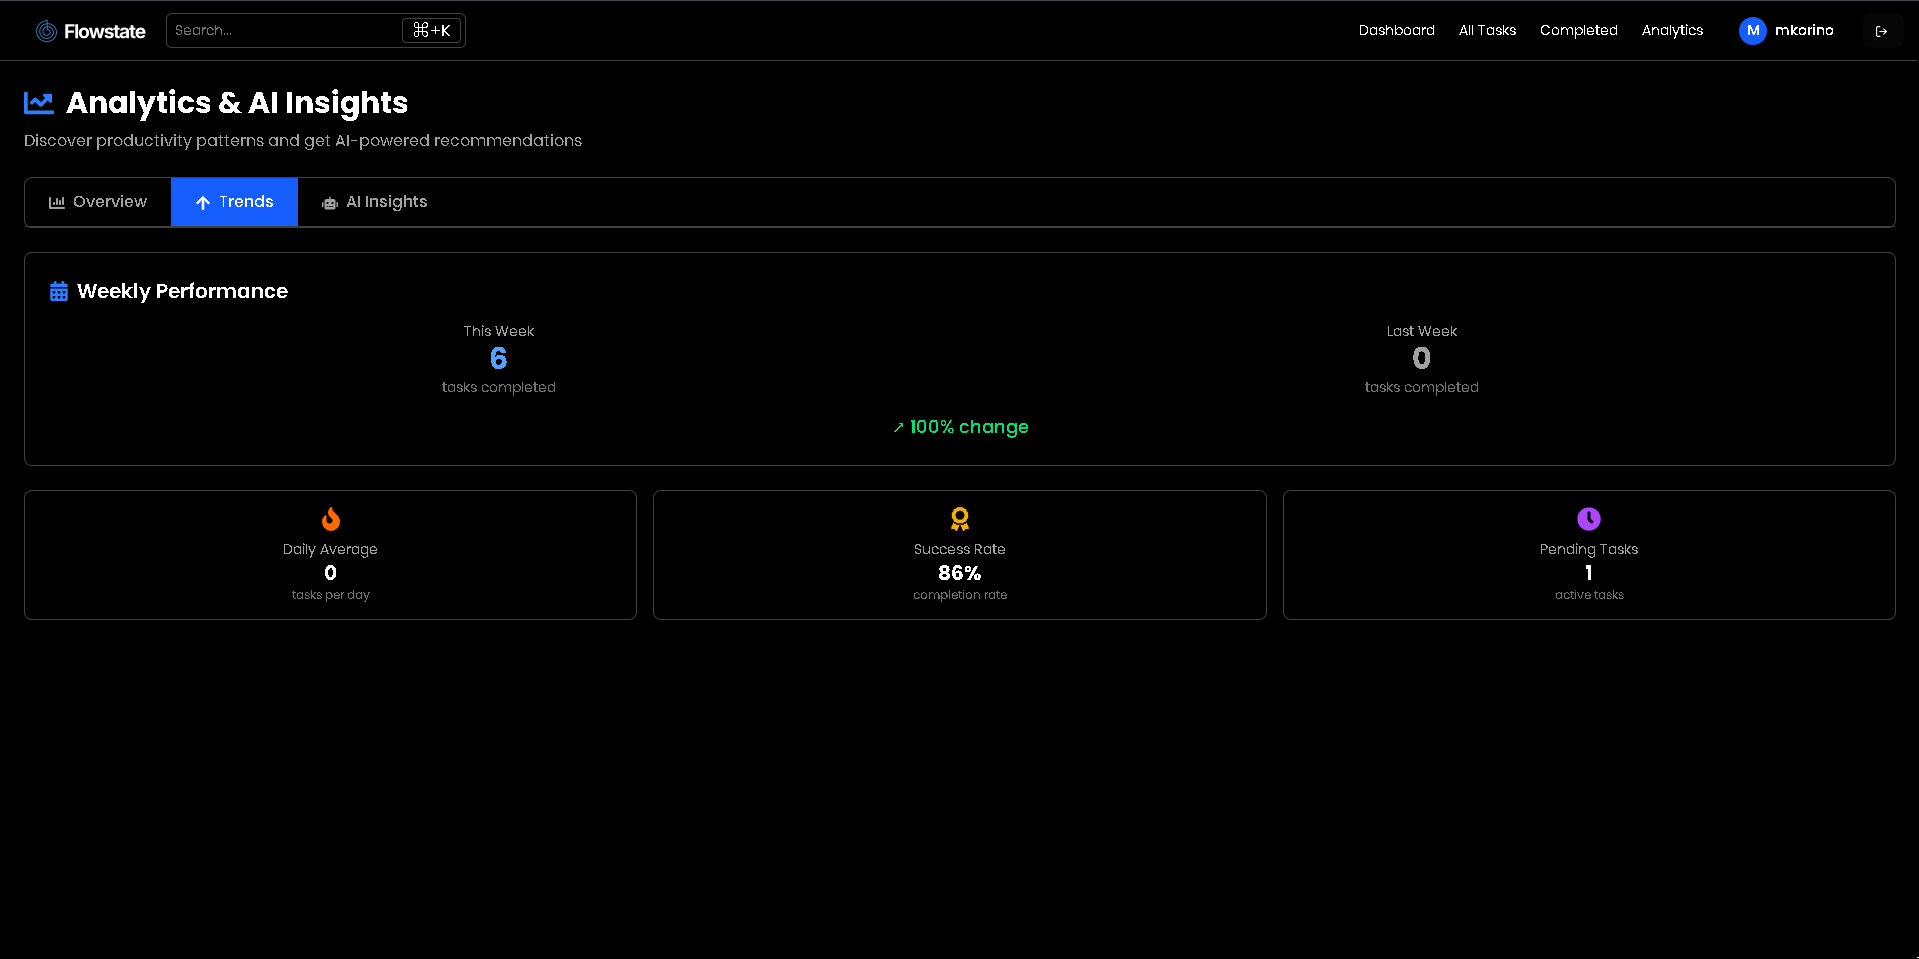 Flowstate
Search...
⌘+K
Dashboard
All Tasks
Completed
Analytics
M
mkorino
Analytics & AI Insights
Discover productivity patterns and get AI-powered recommendations
Overview
Trends
AI Insights
Weekly Performance
This Week
6
tasks completed
Last Week
0
tasks completed
↗ 100% change
Daily Average
0
tasks per day
Success Rate
86%
completion rate
Pending Tasks
1
active tasks